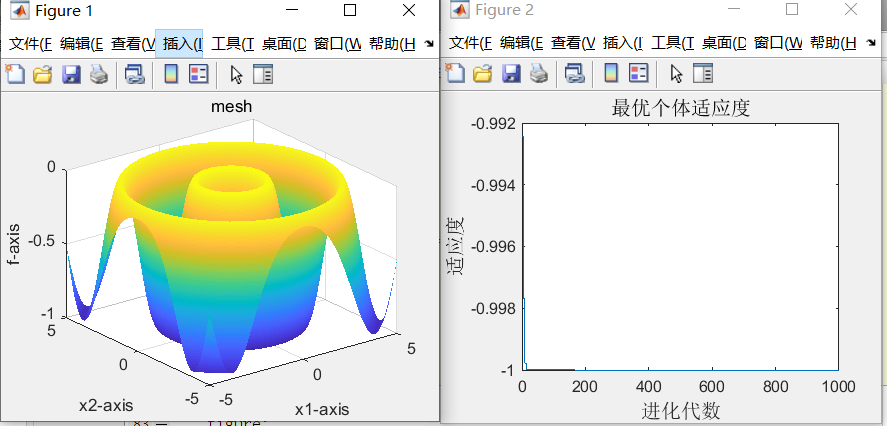 Figure 1
文件(F 编辑(E 查看(V 插入(I 工具(T 桌面(D 窗口(W 帮助(H
mesh
0
-0.5
-1
f-axis
5
0
-5
x2-axis
-5
0
5
x1-axis
83
figure;
Figure 2
文件(F 编辑(E 查看(V 插入(I 工具(T 桌面(D 窗口(W 帮助(H
最优个体适应度
-0.992
-0.994
-0.996
-0.998
-1
适应度
0 200 400 600 800 1000
进化代数